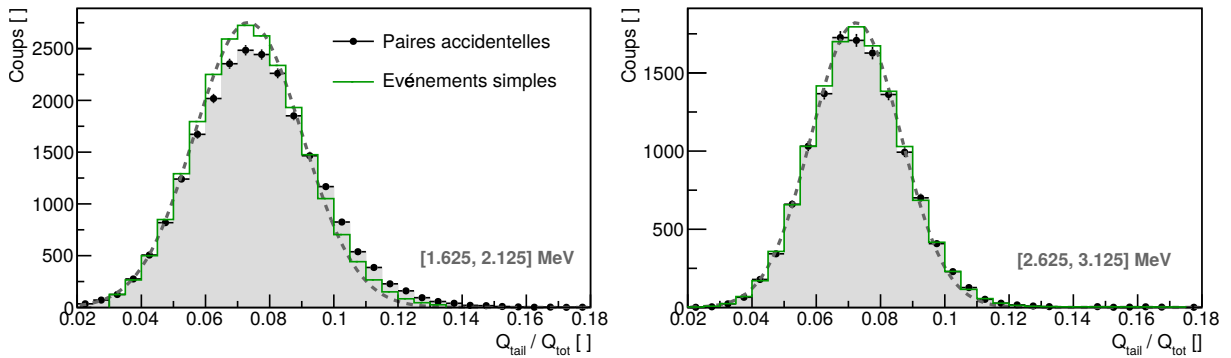 Coups [ ]
2500
2000
1500
1000
500
0
0.02 0.04 0.06 0.08 0.1 0.12 0.14 0.16 0.18
Q_tail / Q_tot [ ]
Paires accidentelles
Evénements simples
[1.625, 2.125] MeV
Coups [ ]
1500
1000
500
0
0.02 0.04 0.06 0.08 0.1 0.12 0.14 0.16 0.18
Q_tail / Q_tot []
[2.625, 3.125] MeV